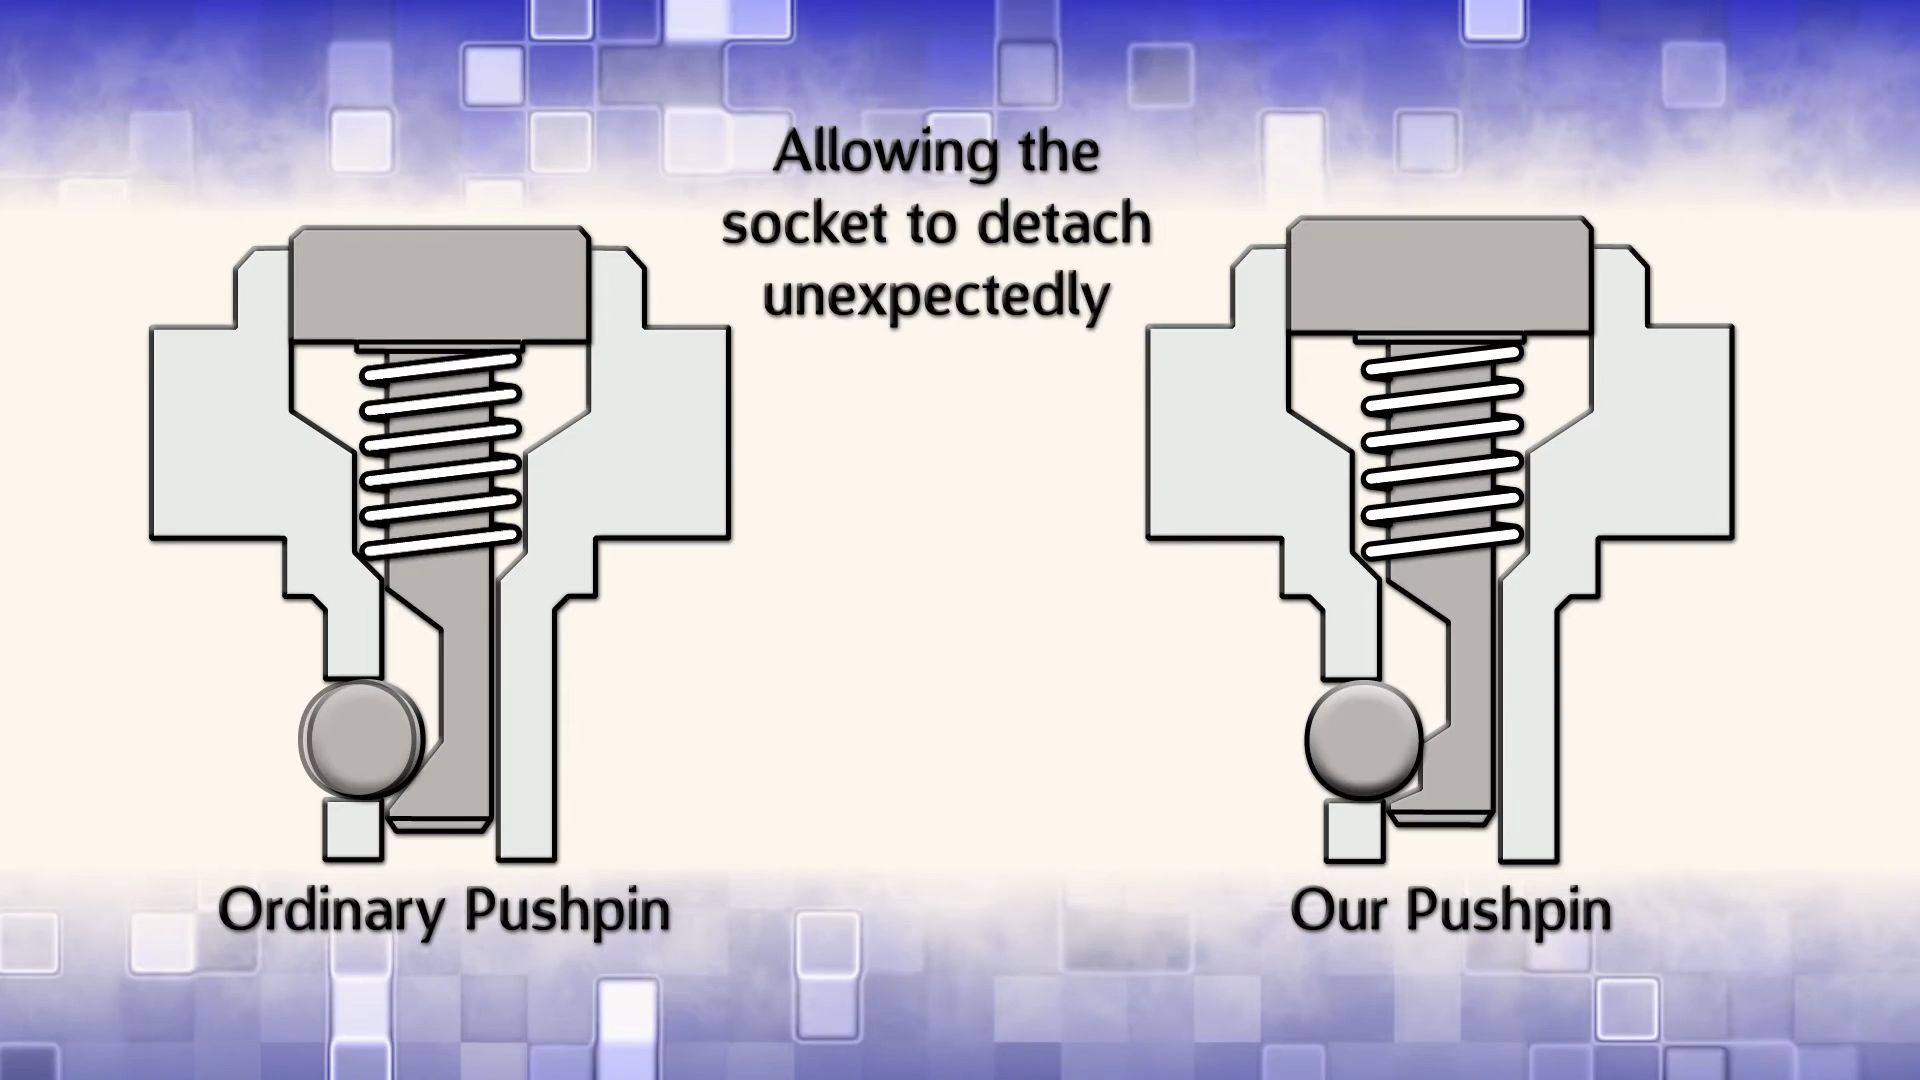 Allowing the
socket to detach
unexpectedly
Ordinary Pushpin
Our Pushpin